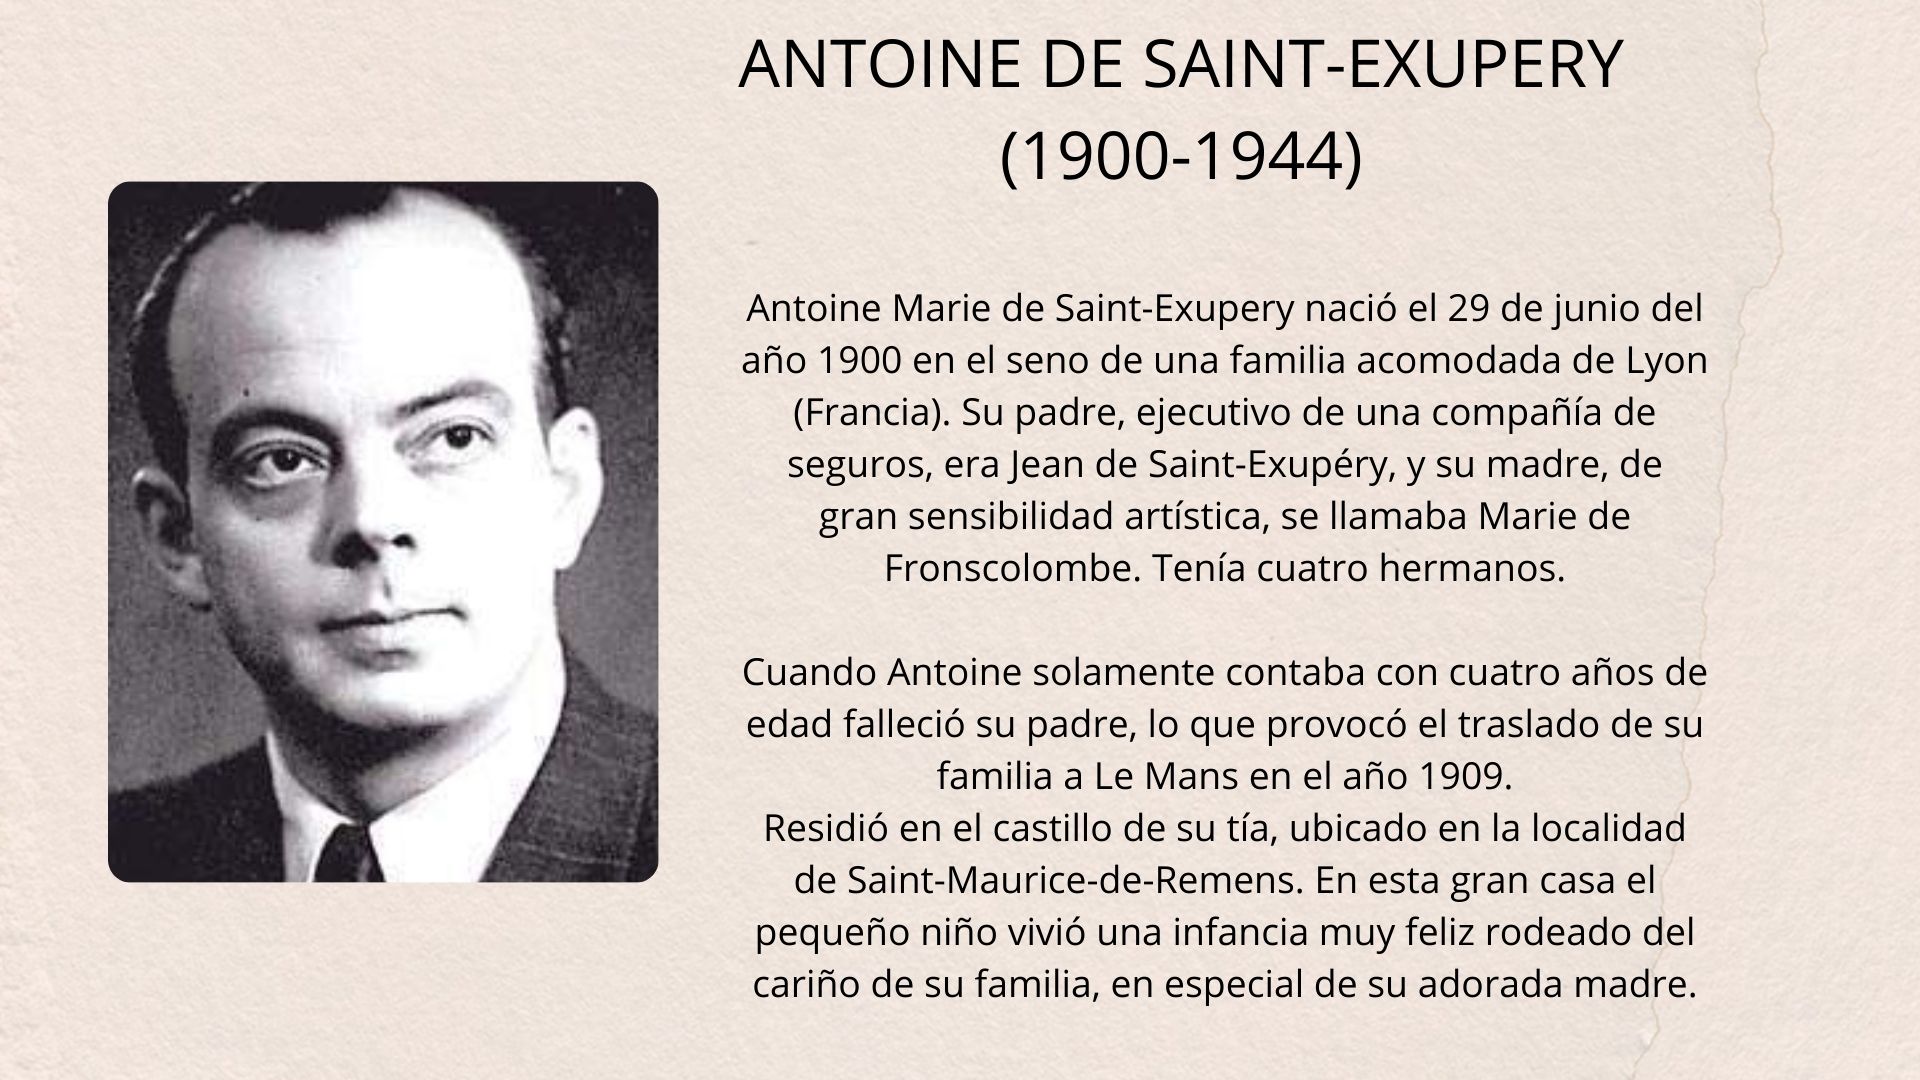 ANTOINE DE SAINT-EXUPERY
(1900-1944)
Antoine Marie de Saint-Exupery nació el 29 de junio del
año 1900 en el seno de una familia acomodada de Lyon
(Francia). Su padre, ejecutivo de una compañía de
seguros, era Jean de Saint-Exupéry, y su madre, de
gran sensibilidad artística, se llamaba Marie de
Fronscolombe. Tenía cuatro hermanos.
Cuando Antoine solamente contaba con cuatro años de
edad falleció su padre, lo que provocó el traslado de su
familia a Le Mans en el año 1909.
Residió en el castillo de su tía, ubicado en la localidad
de Saint-Maurice-de-Remens. En esta gran casa el
pequeño niño vivió una infancia muy feliz rodeado del
cariño de su familia, en especial de su adorada madre.